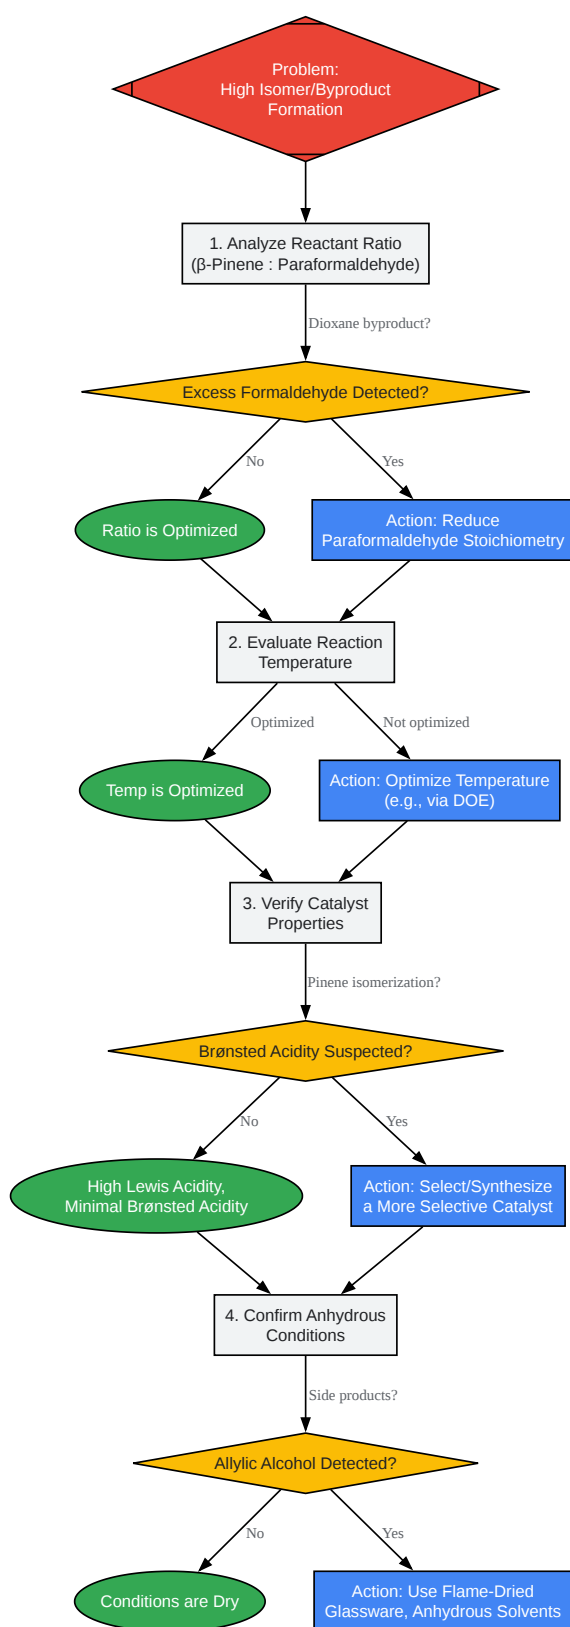 Problem:
High Isomer/Byproduct
Formation
1. Analyze Reactant Ratio
(β-Pinene : Paraformaldehyde)
Dioxane byproduct?
Excess Formaldehyde Detected?
No
Yes
Ratio is Optimized
Action: Reduce
Paraformaldehyde Stoichiometry
2. Evaluate Reaction
Temperature
Optimized
Not optimized
Temp is Optimized
Action: Optimize Temperature
(e.g., via DOE)
3. Verify Catalyst
Properties
Pinene isomerization?
Brønsted Acidity Suspected?
No
Yes
High Lewis Acidity,
Minimal Brønsted Acidity
Action: Select/Synthesize
a More Selective Catalyst
4. Confirm Anhydrous
Conditions
Side products?
Allylic Alcohol Detected?
No
Yes
Conditions are Dry
Action: Use Flame-Dried
Glassware, Anhydrous Solvents